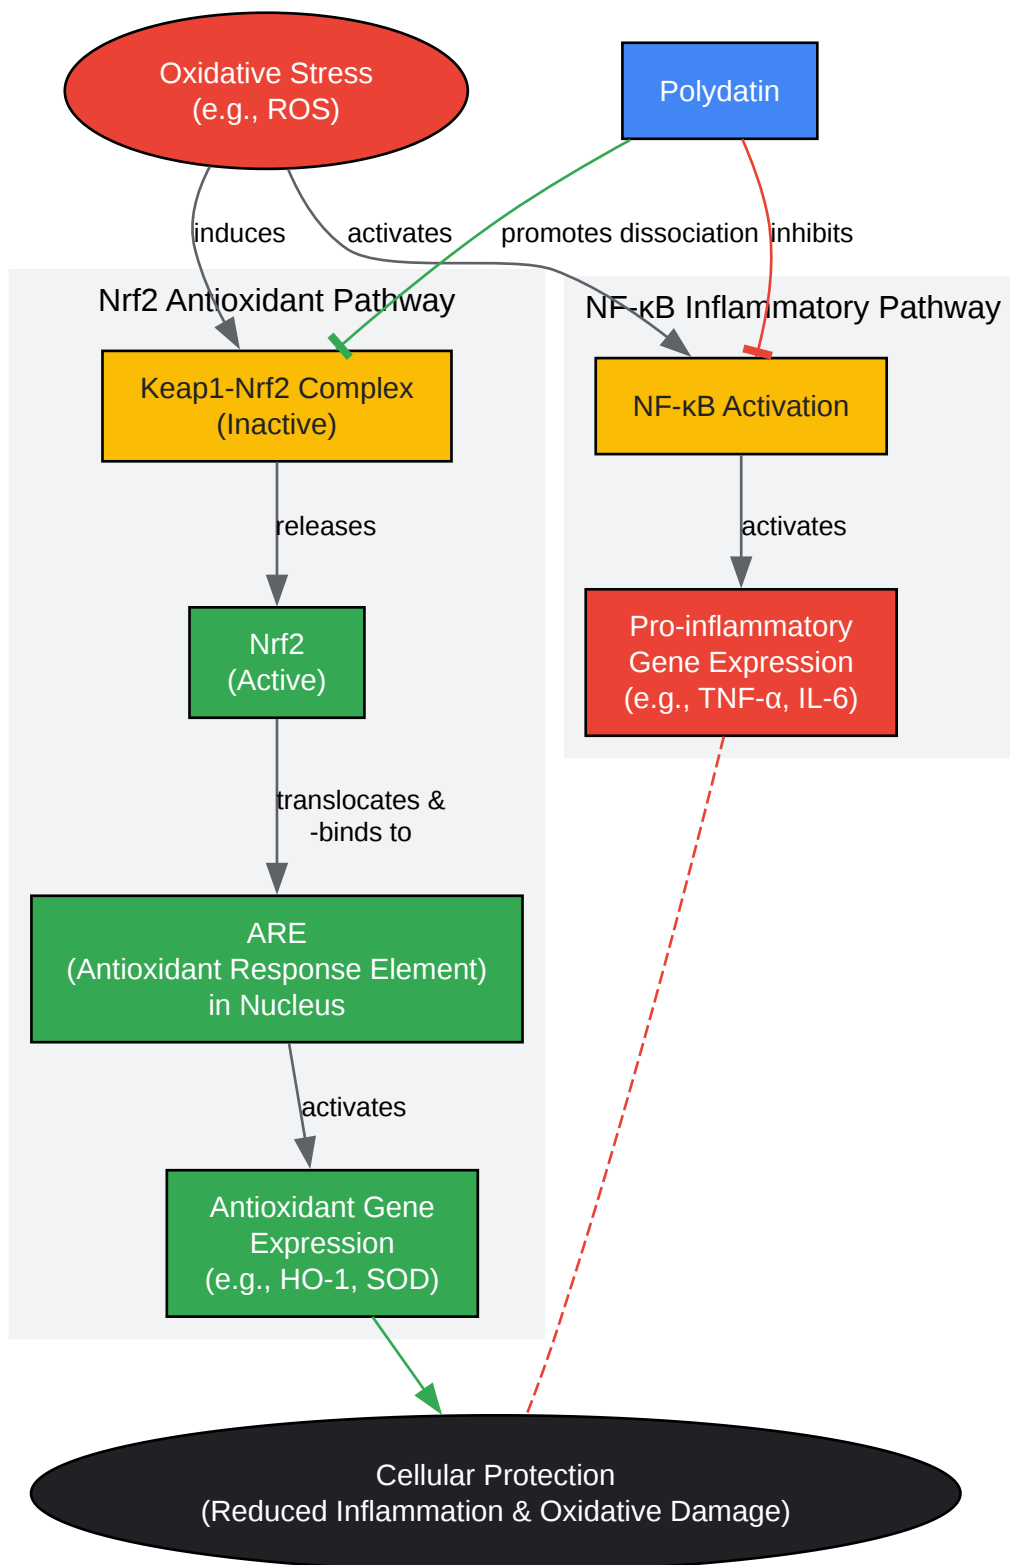 Oxidative Stress
(e.g., ROS)
Polydatin
induces
activates
promotes dissociation
inhibits
Nrf2 Antioxidant Pathway
NF-κB Inflammatory Pathway
Keap1-Nrf2 Complex
(Inactive)
NF-κB Activation
releases
activates
Nrf2
(Active)
Pro-inflammatory
Gene Expression
(e.g., TNF-α, IL-6)
translocates &
-binds to
ARE
(Antioxidant Response Element)
in Nucleus
activates
Antioxidant Gene
Expression
(e.g., HO-1, SOD)
Cellular Protection
(Reduced Inflammation & Oxidative Damage)